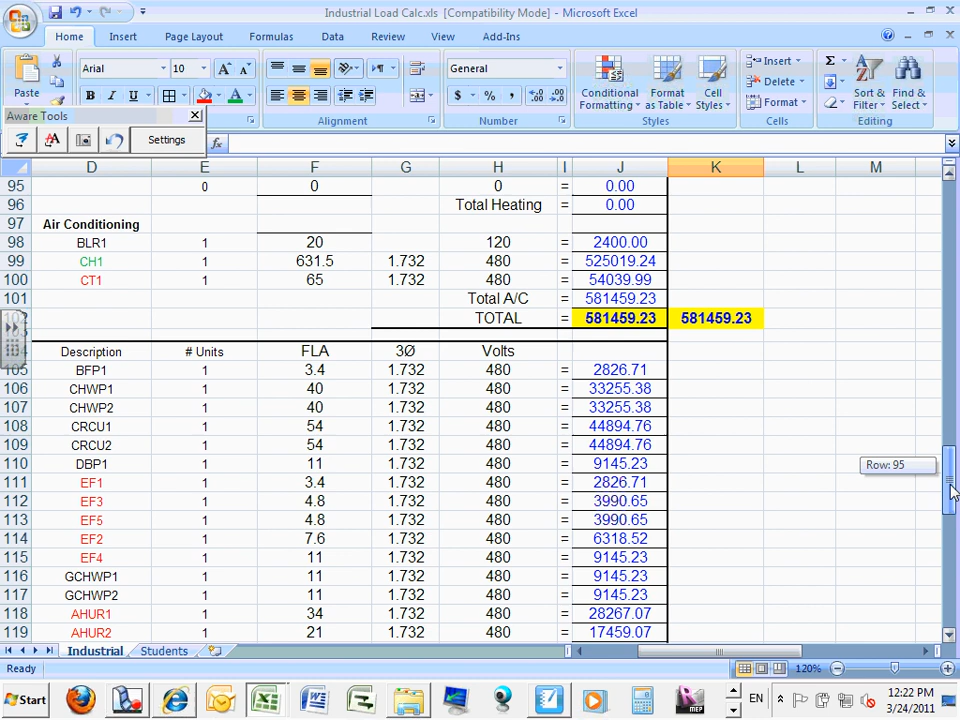 Industrial Load Calc.xls [Compatibility Mode] - Microsoft Excel
Home Insert Page Layout Formulas Data Review View Add-Ins
Paste Arial 10 A A General Conditional Formatting Format as Table Cell Styles Insert Delete Format Σ Sort & Filter Find & Select
B I U A $ % , .0 .00 .00 .0
Aware Tools Alignment Number Styles Cells Editing
Settings fx
D E F G H I J K L M
95 0 0 0 = 0.00
96 Total Heating = 0.00
97 Air Conditioning
98 BLR1 1 20 120 = 2400.00
99 CH1 1 631.5 1.732 480 = 525019.24
100 CT1 1 65 1.732 480 = 54039.99
101 Total A/C = 581459.23
102 TOTAL = 581459.23 581459.23
Description # Units FLA 3Ø Volts
105 BFP1 1 3.4 1.732 480 = 2826.71
106 CHWP1 1 40 1.732 480 = 33255.38
107 CHWP2 1 40 1.732 480 = 33255.38
108 CRCU1 1 54 1.732 480 = 44894.76
109 CRCU2 1 54 1.732 480 = 44894.76
110 DBP1 1 11 1.732 480 = 9145.23 Row: 95
111 EF1 1 3.4 1.732 480 = 2826.71
112 EF3 1 4.8 1.732 480 = 3990.65
113 EF5 1 4.8 1.732 480 = 3990.65
114 EF2 1 7.6 1.732 480 = 6318.52
115 EF4 1 11 1.732 480 = 9145.23
116 GCHWP1 1 11 1.732 480 = 9145.23
117 GCHWP2 1 11 1.732 480 = 9145.23
118 AHUR1 1 34 1.732 480 = 28267.07
119 AHUR2 1 21 1.732 480 = 17459.07
Industrial Students
Ready 120%
Start MEP EN 12:22 PM
3/24/2011